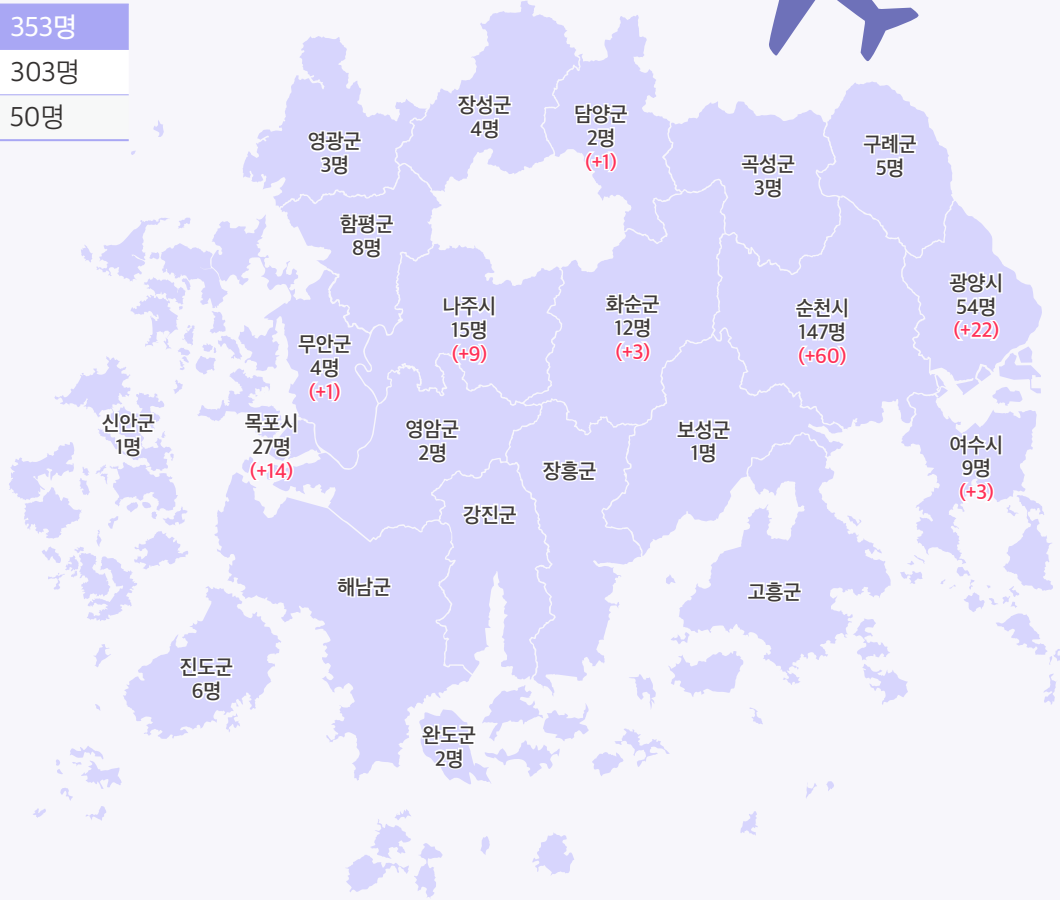 353명
303명
50명
장성군
4명
담양군
2명
(+1)
영광군
3명
곡성군
3명
구례군
5명
함평군
8명
나주시
15명
(+9)
화순군
12명
(+3)
순천시
147명
(+60)
광양시
54명
(+22)
무안군
4명
(+1)
신안군
1명
목포시
27명
(+14)
영암군
2명
장흥군
보성군
1명
여수시
9명
(+3)
강진군
해남군
고흥군
진도군
6명
완도군
2명